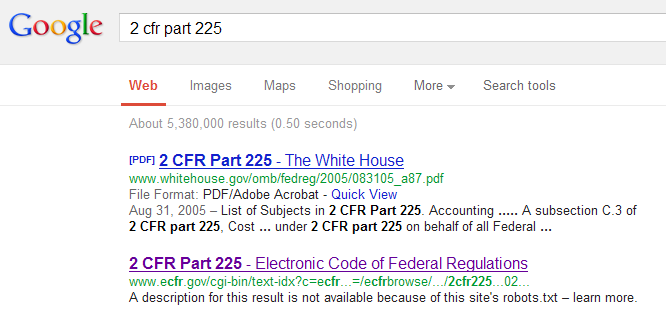 Google 2 cfr part 225
Web Images Maps Shopping More Search tools
About 5,380,000 results (0.50 seconds)
[PDF] 2 CFR Part 225 - The White House
www.whitehouse.gov/omb/fedreg/2005/083105_a87.pdf
File Format: PDF/Adobe Acrobat - Quick View
Aug 31, 2005 – List of Subjects in 2 CFR Part 225. Accounting ..... A subsection C.3 of
2 CFR part 225, Cost ... under 2 CFR part 225 on behalf of all Federal ...
2 CFR Part 225 - Electronic Code of Federal Regulations
www.ecfr.gov/cgi-bin/text-idx?c=ecfr...=/ecfrbrowse/.../2cfr225...02...
A description for this result is not available because of this site's robots.txt – learn more.